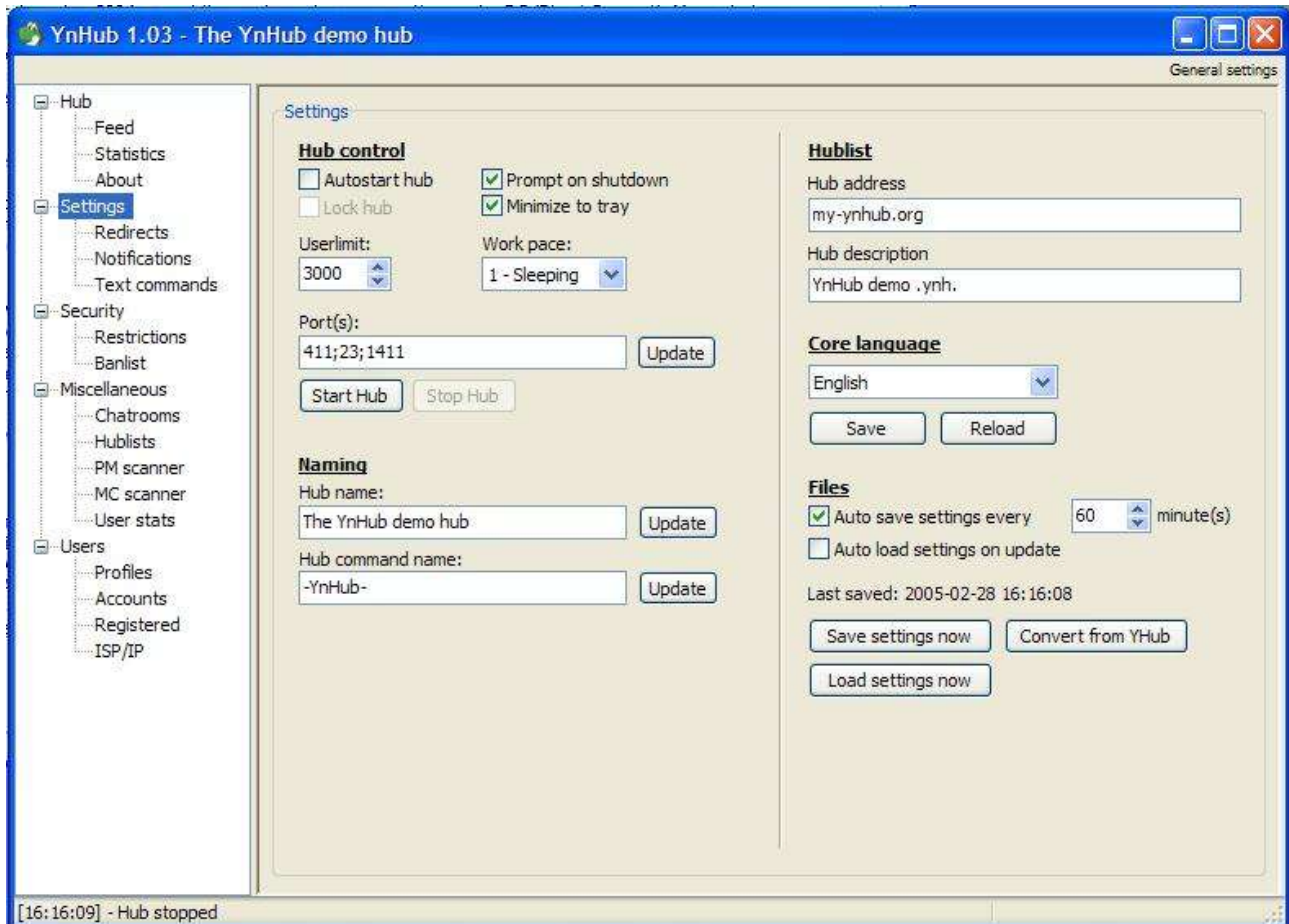 YnHub 1.03 - The YnHub demo hub
General settings
Hub
Feed
Statistics
About
Settings
Redirects
Notifications
Text commands
Security
Restrictions
Banlist
Miscellaneous
Chatrooms
Hublists
PM scanner
MC scanner
User stats
Users
Profiles
Accounts
Registered
ISP/IP
Settings
Hub control
Autostart hub
Prompt on shutdown
Lock hub
Minimize to tray
Userlimit:
Work pace:
3000
1 - Sleeping
Port(s):
411;23;1411
Update
Start Hub
Stop Hub
Naming
Hub name:
The YnHub demo hub
Update
Hub command name:
-YnHub-
Update
Hublist
Hub address
my-ynhub.org
Hub description
YnHub demo .ynh.
Core language
English
Save
Reload
Files
Auto save settings every 60 minute(s)
Auto load settings on update
Last saved: 2005-02-28 16:16:08
Save settings now
Convert from YHub
Load settings now
[16:16:09] - Hub stopped